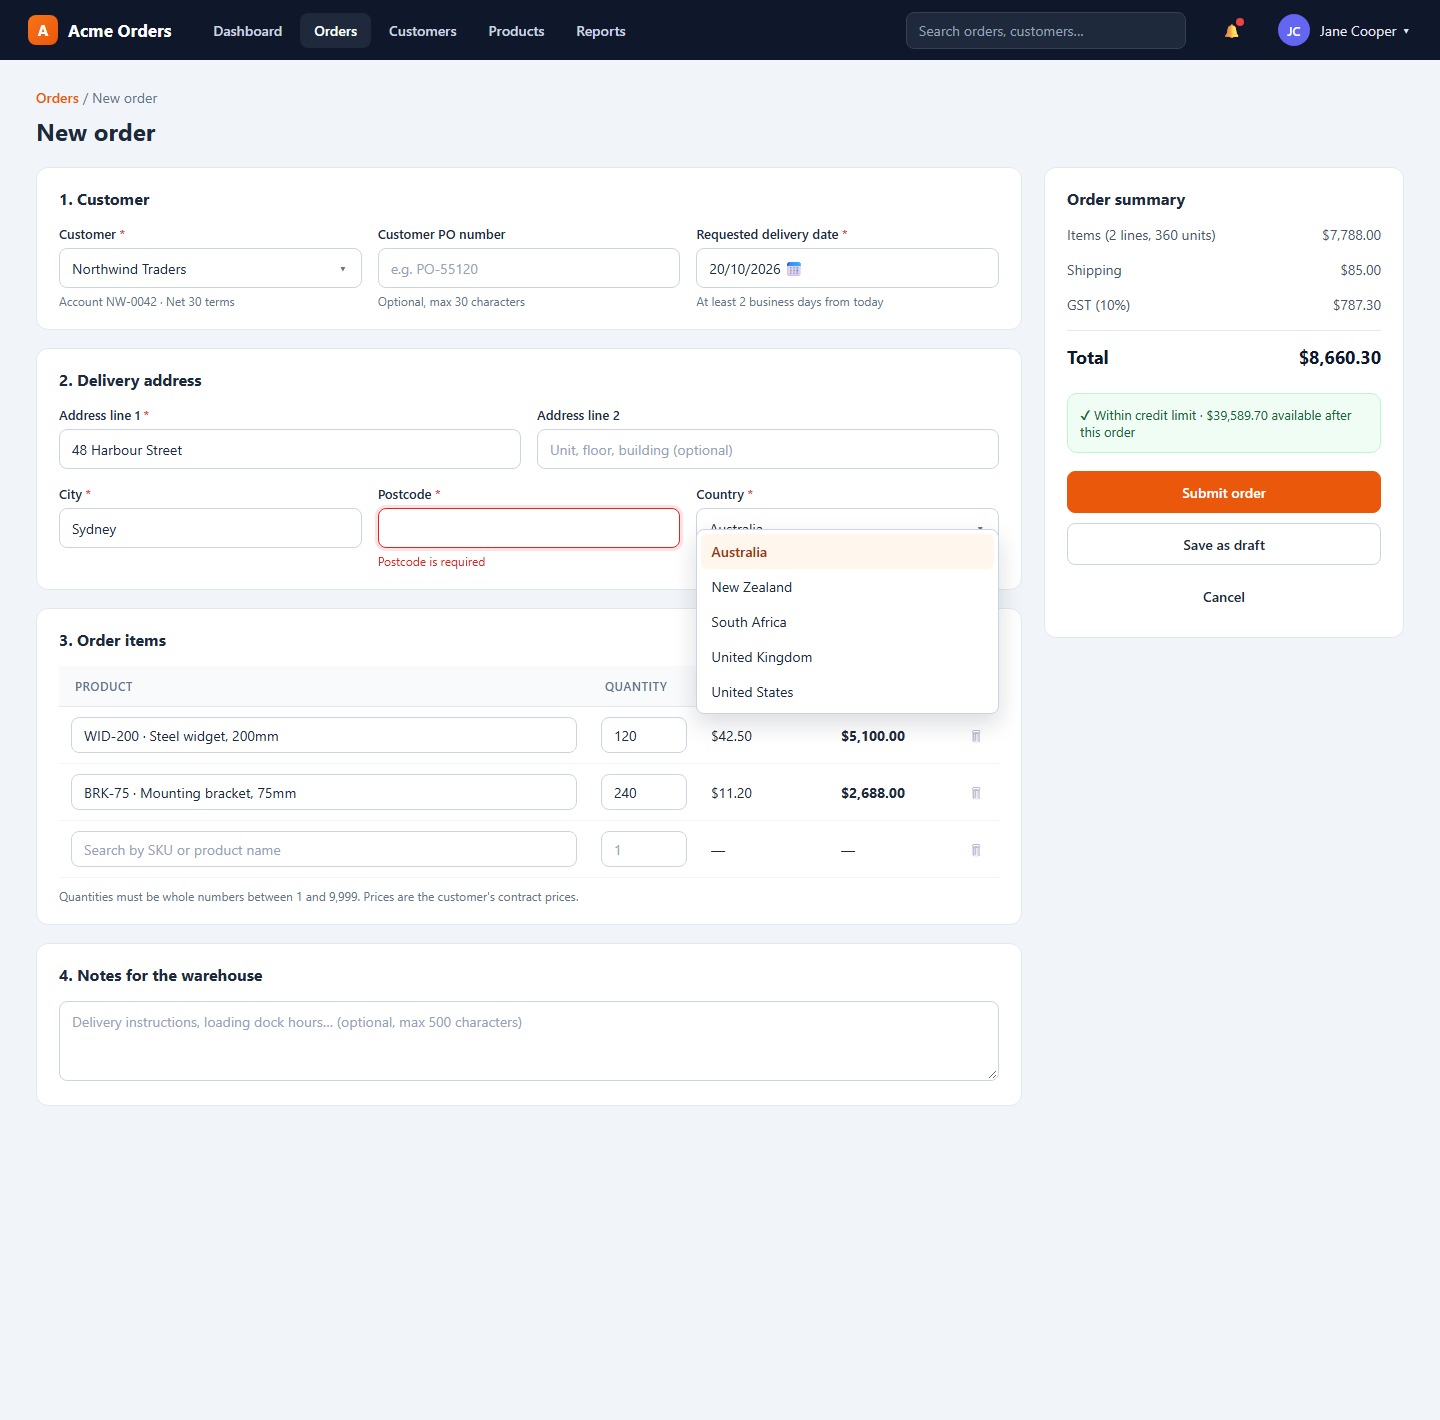 A Acme Orders Dashboard Orders Customers Products Reports Search orders, customers... JC Jane Cooper
Orders / New order
New order
1. Customer
Customer * Customer PO number Requested delivery date *
Northwind Traders e.g. PO-55120 20/10/2026
Account NW-0042 · Net 30 terms Optional, max 30 characters At least 2 business days from today
2. Delivery address
Address line 1 * Address line 2
48 Harbour Street Unit, floor, building (optional)
City * Postcode * Country *
Sydney Australia
Postcode is required
Australia
New Zealand
South Africa
United Kingdom
United States
3. Order items
PRODUCT QUANTITY
WID-200 · Steel widget, 200mm 120 $42.50 $5,100.00
BRK-75 · Mounting bracket, 75mm 240 $11.20 $2,688.00
Search by SKU or product name 1 — —
Quantities must be whole numbers between 1 and 9,999. Prices are the customer's contract prices.
4. Notes for the warehouse
Delivery instructions, loading dock hours... (optional, max 500 characters)
Order summary
Items (2 lines, 360 units) $7,788.00
Shipping $85.00
GST (10%) $787.30
Total $8,660.30
✓ Within credit limit · $39,589.70 available after
this order
Submit order
Save as draft
Cancel